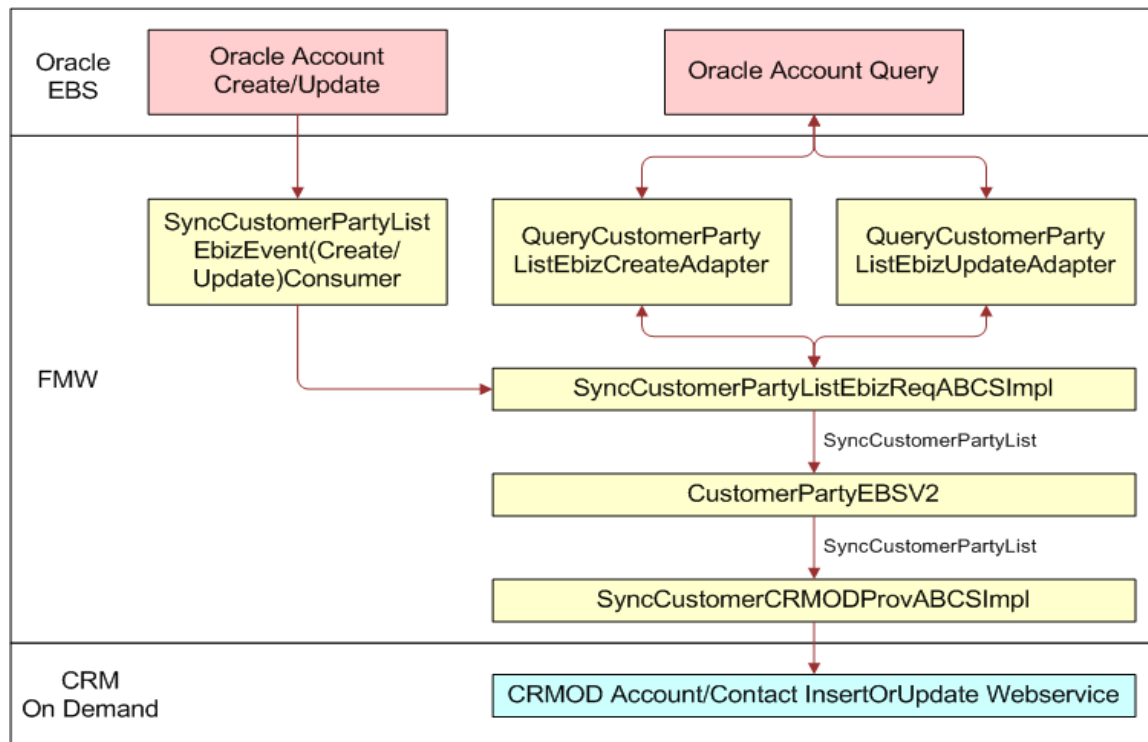 Oracle
EBS
Oracle Account
Create/Update
Oracle Account Query
FMW
SyncCustomerPartyList
EbizEvent(Create/
Update)Consumer
QueryCustomerParty
ListEbizCreateAdapter
QueryCustomerParty
ListEbizUpdateAdapter
SyncCustomerPartyListEbizReqABCSImpl
SyncCustomerPartyList
CustomerPartyEBSV2
SyncCustomerPartyList
SyncCustomerCRMODProvABCSImpl
CRM
On Demand
CRMOD Account/Contact InsertOrUpdate Webservice